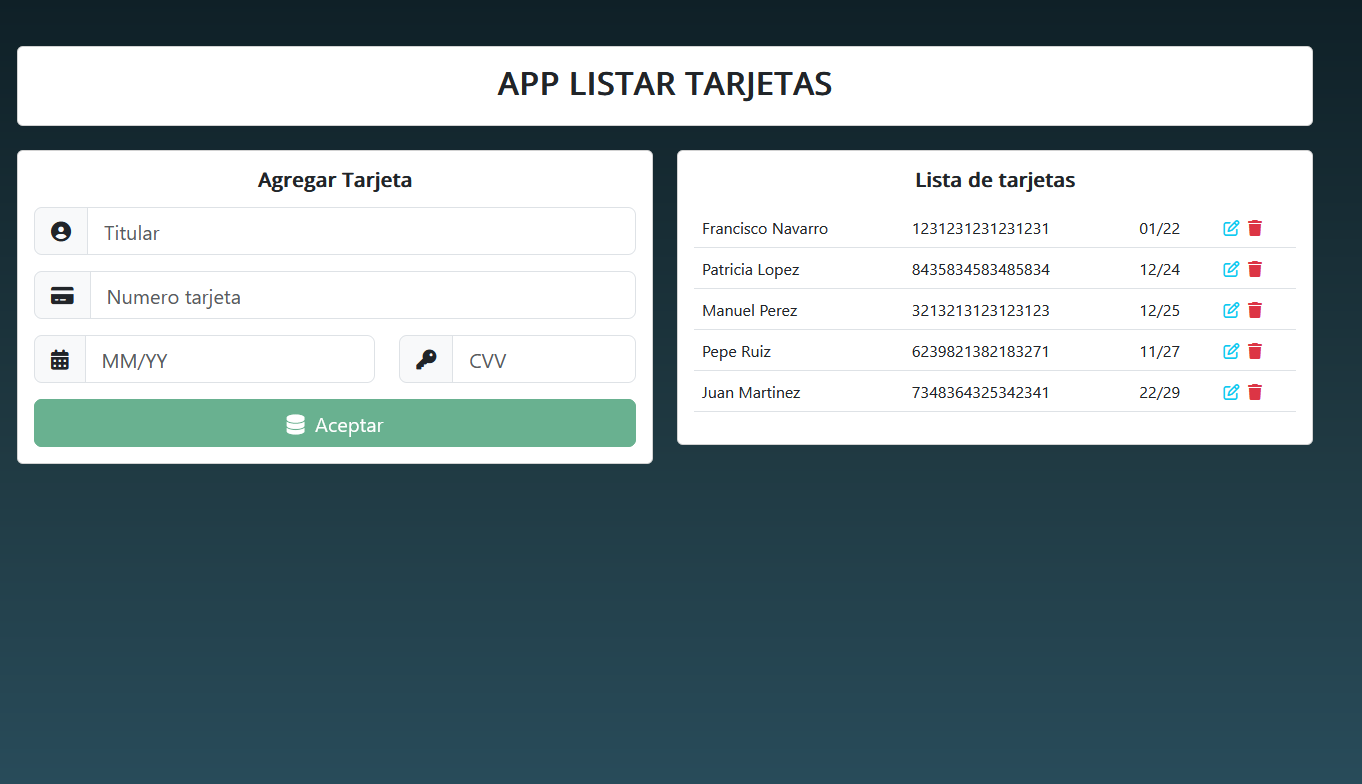 APP LISTAR TARJETAS
Agregar Tarjeta
Titular
Numero tarjeta
MM/YY
CVV
Aceptar
Lista de tarjetas
Francisco Navarro 1231231231231231 01/22
Patricia Lopez 8435834583485834 12/24
Manuel Perez 3213213123123123 12/25
Pepe Ruiz 6239821382183271 11/27
Juan Martinez 7348364325342341 22/29